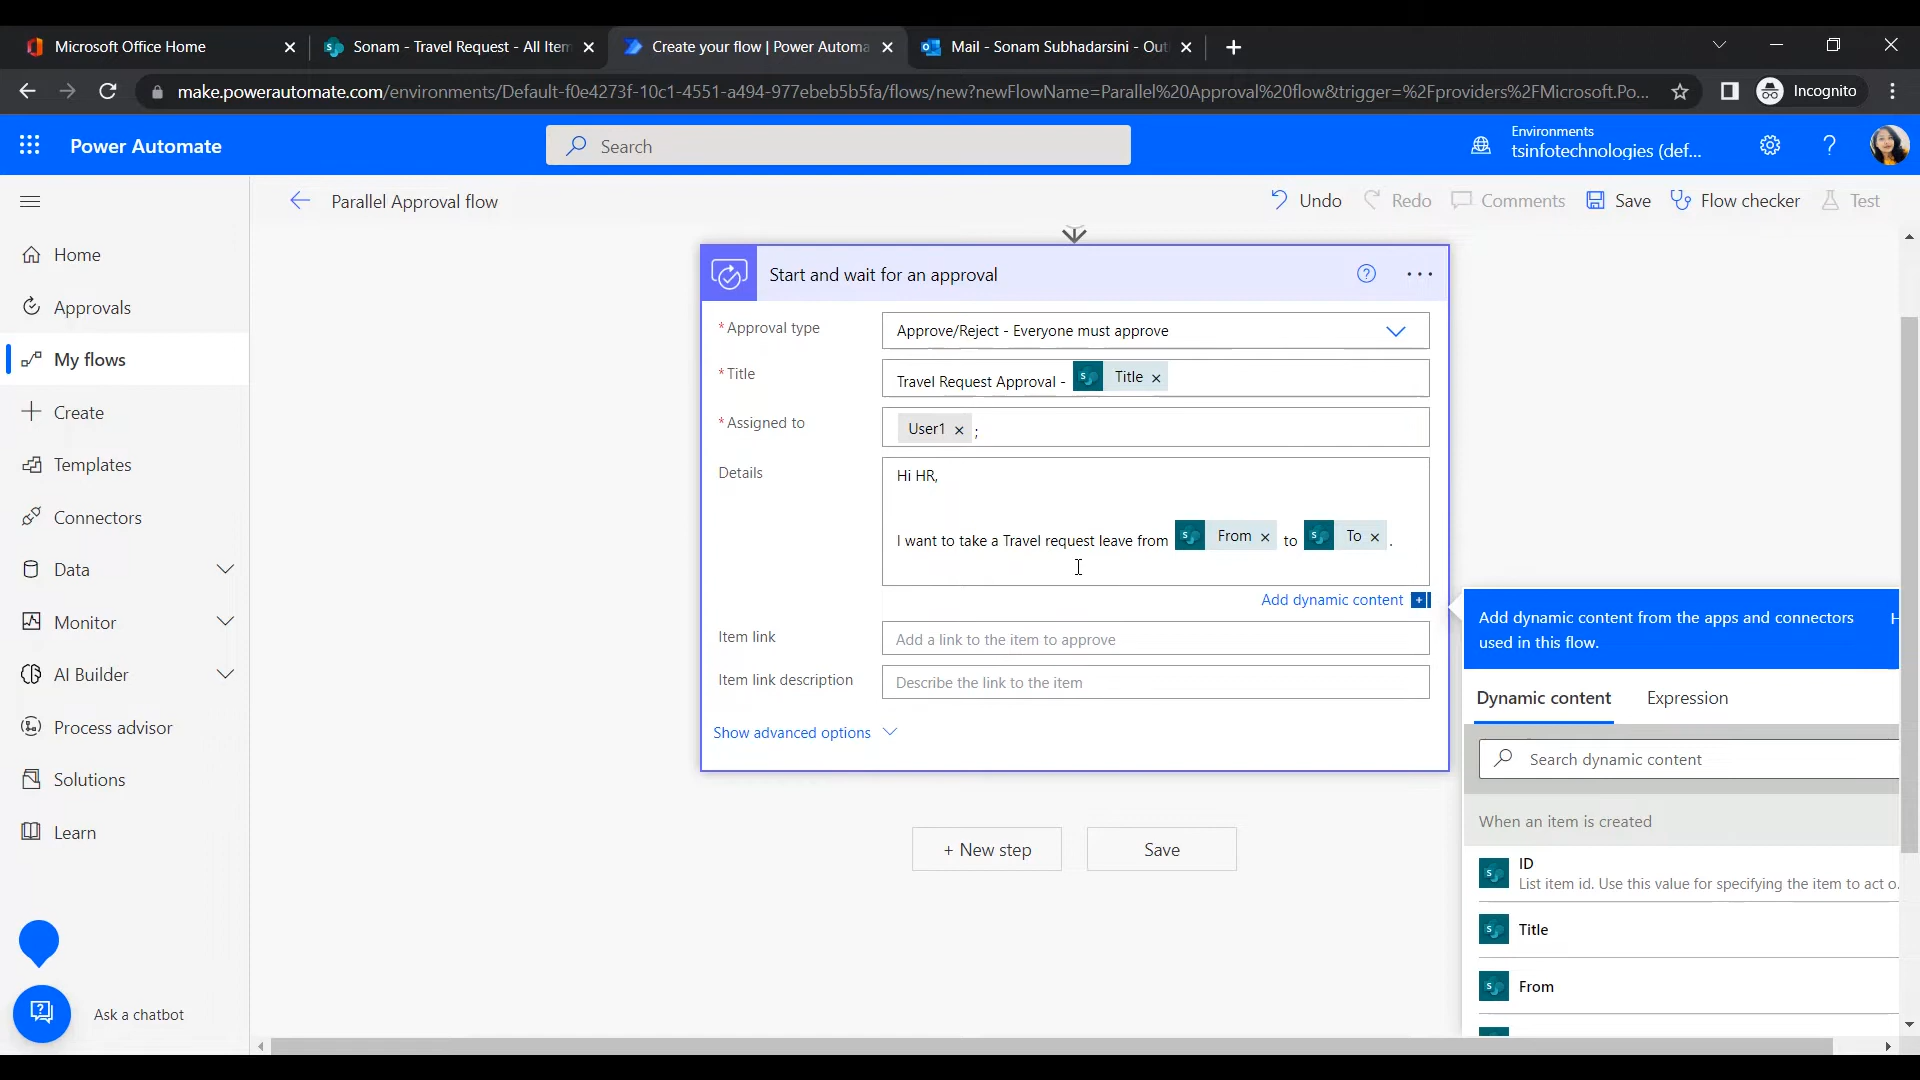 Microsoft Office Home
Sonam - Travel Request - All Item
Create your flow | Power Automa
Mail - Sonam Subhadarsini - Out
make.powerautomate.com/environments/Default-f0e4273f-10c1-4551-a494-977ebeb5b5fa/flows/new?newFlowName=Parallel%20Approval%20flow&trigger=%2Fproviders%2FMicrosoft.Po...
Incognito
Power Automate
Search
Environments
tsinfotechnologies (def...
Parallel Approval flow
Undo
Redo
Comments
Save
Flow checker
Test
Home
Approvals
My flows
Create
Templates
Connectors
Data
Monitor
AI Builder
Process advisor
Solutions
Learn
Ask a chatbot
Start and wait for an approval
* Approval type
Approve/Reject - Everyone must approve
* Title
Travel Request Approval - Title ×
* Assigned to
User1 × ;
Details
Hi HR,
I want to take a Travel request leave from From × to To × .
Add dynamic content
Item link
Add a link to the item to approve
Item link description
Describe the link to the item
Show advanced options
+ New step
Save
Add dynamic content from the apps and connectors H
used in this flow.
Dynamic content
Expression
Search dynamic content
When an item is created
ID
List item id. Use this value for specifying the item to act o
Title
From